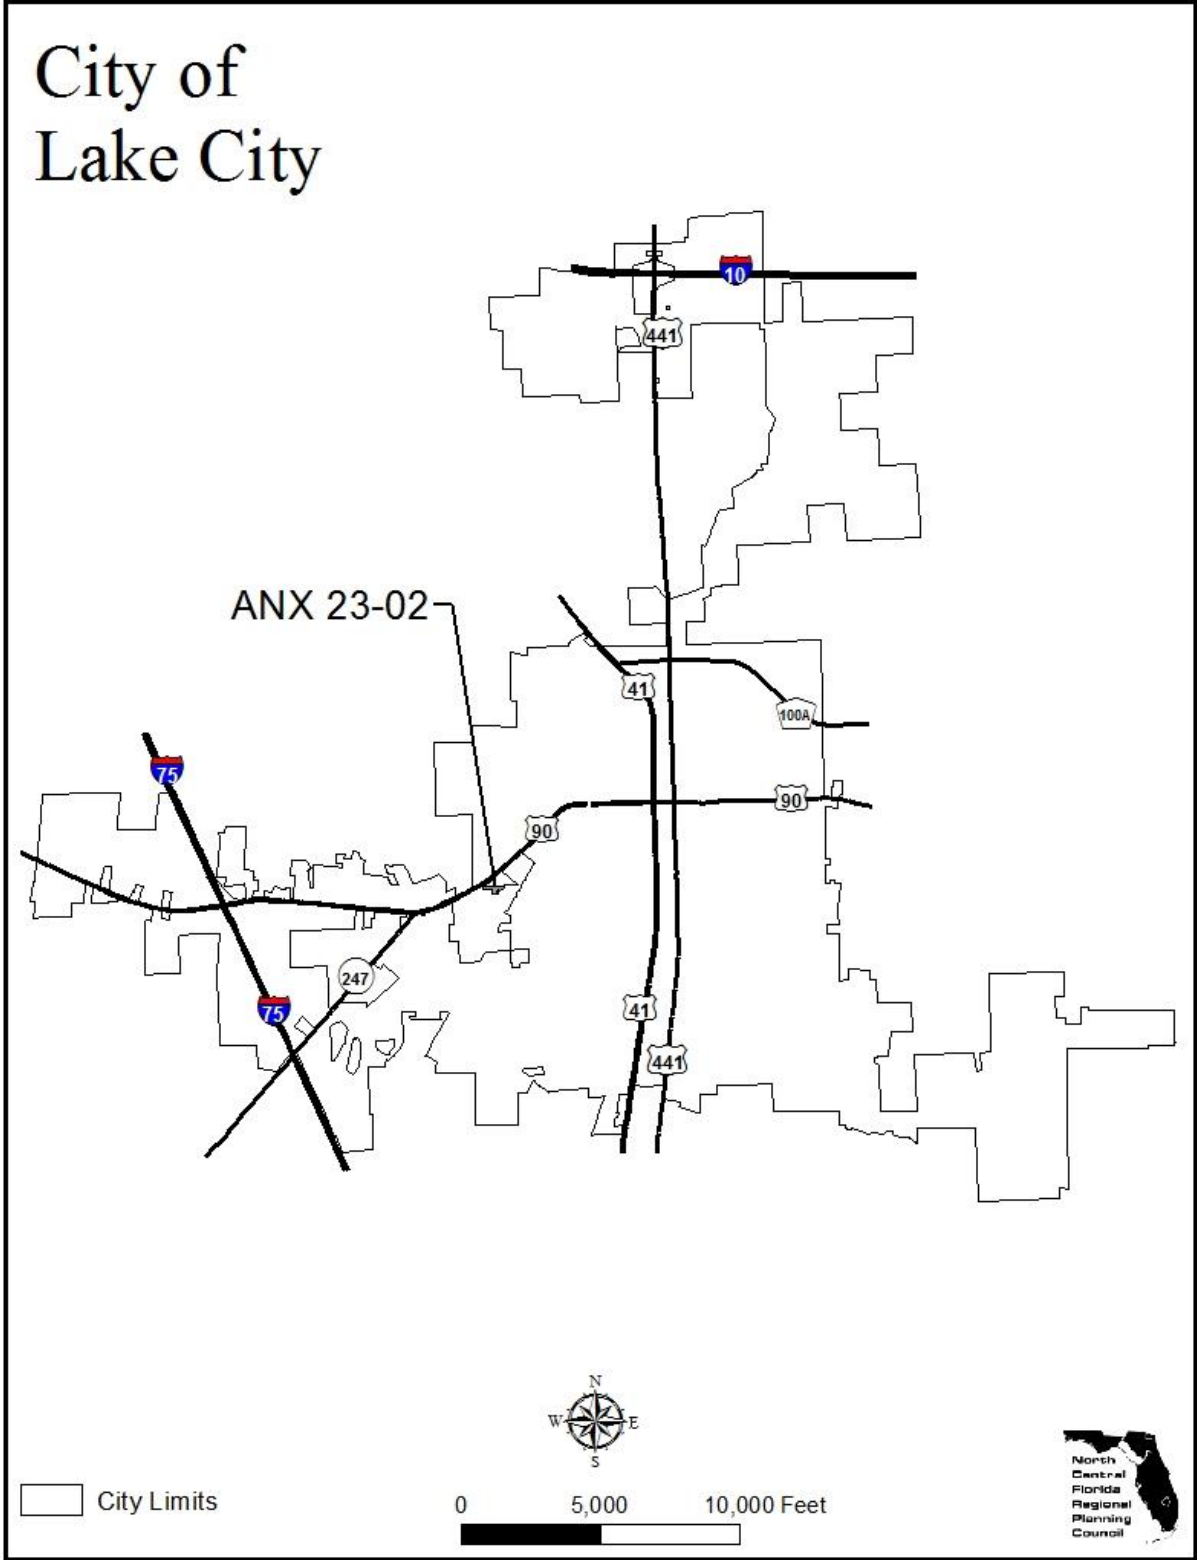 City of
Lake City
10
441
ANX 23-02
41
100A
75
90
90
247
75
41
441
N
W E
S
City Limits
0 5,000 10,000 Feet
North
Central
Florida
Regional
Planning
Council